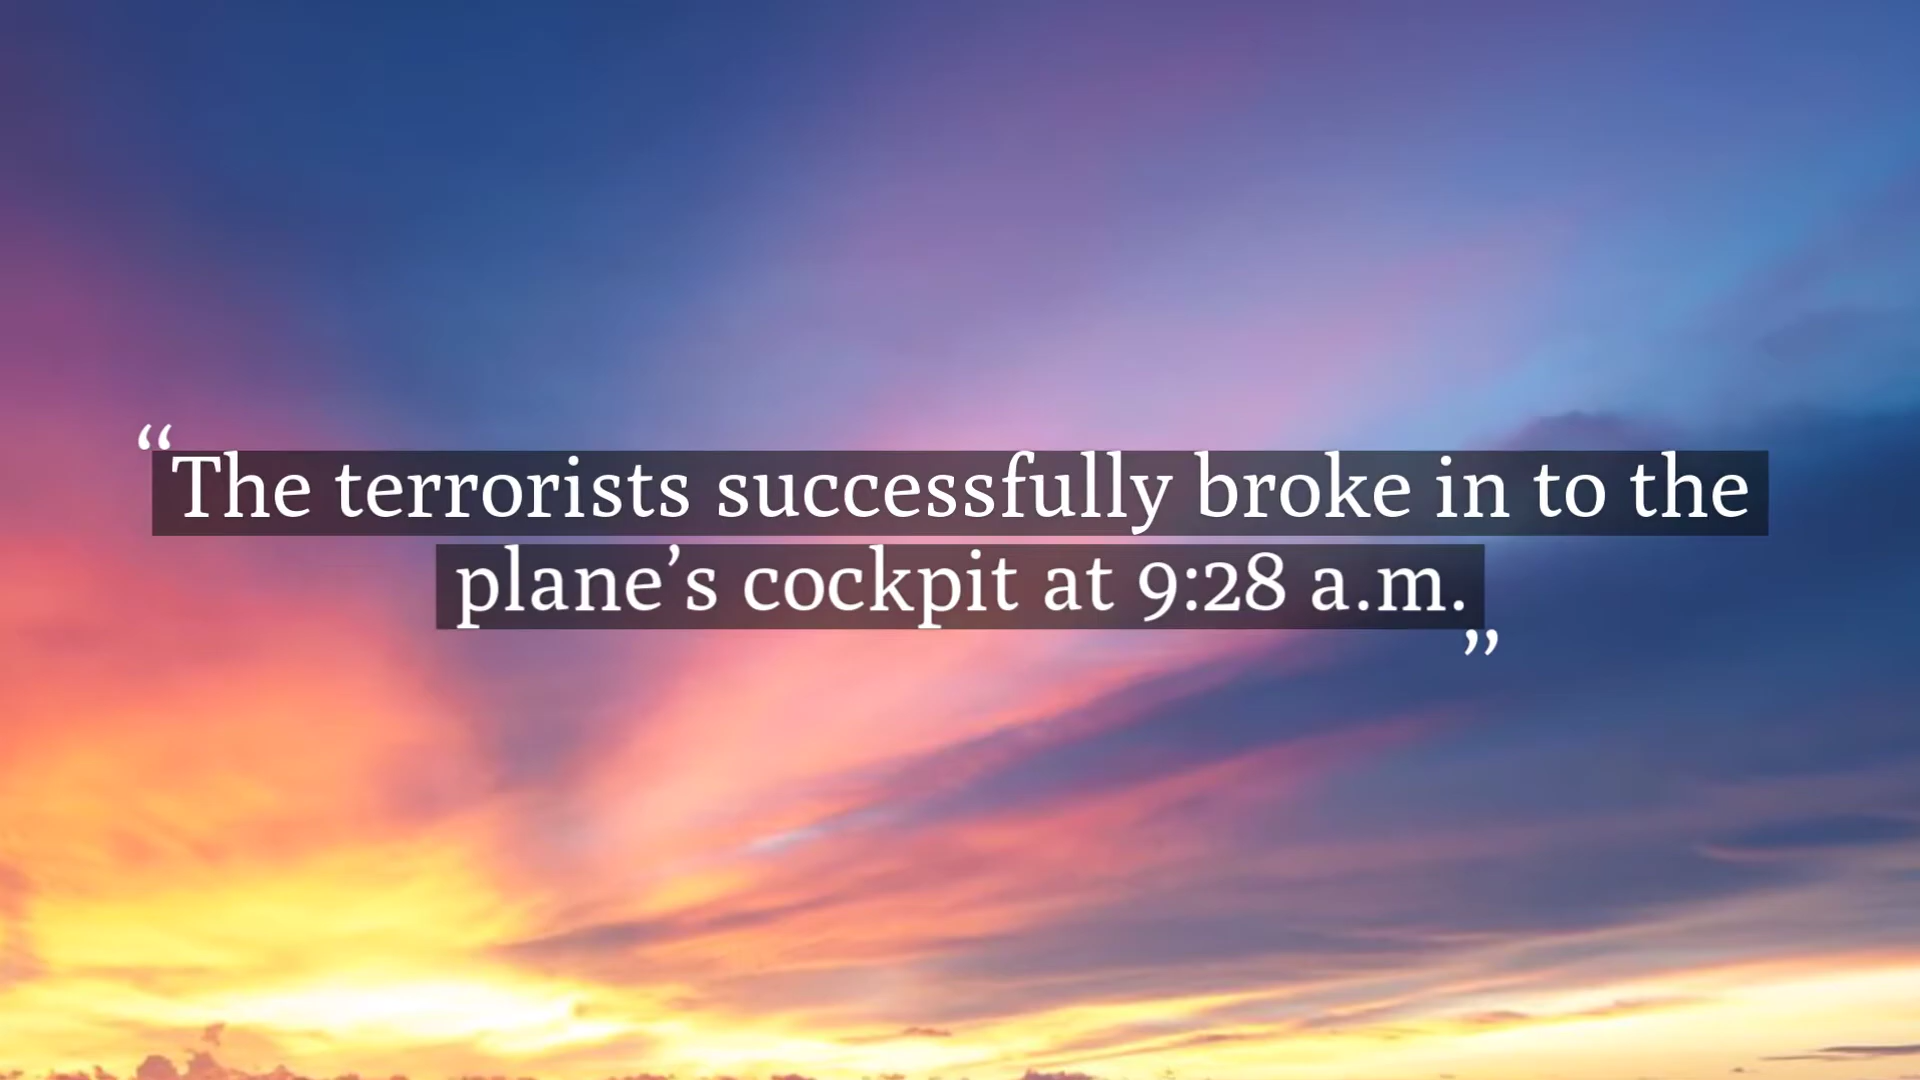 “The terrorists successfully broke in to the
plane’s cockpit at 9:28 a.m.”